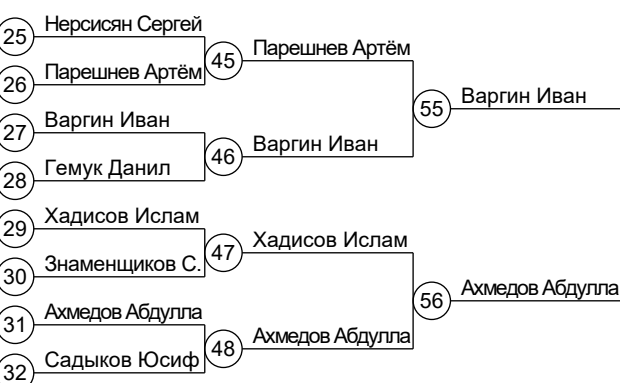 25 Нерсисян Сергей
26 Парешнев Артём
45 Парешнев Артём
27 Варгин Иван
28 Гемук Данил
46 Варгин Иван
55 Варгин Иван
29 Хадисов Ислам
30 Знаменщиков С.
47 Хадисов Ислам
31 Ахмедов Абдулла
32 Садыков Юсиф
48 Ахмедов Абдулла
56 Ахмедов Абдулла